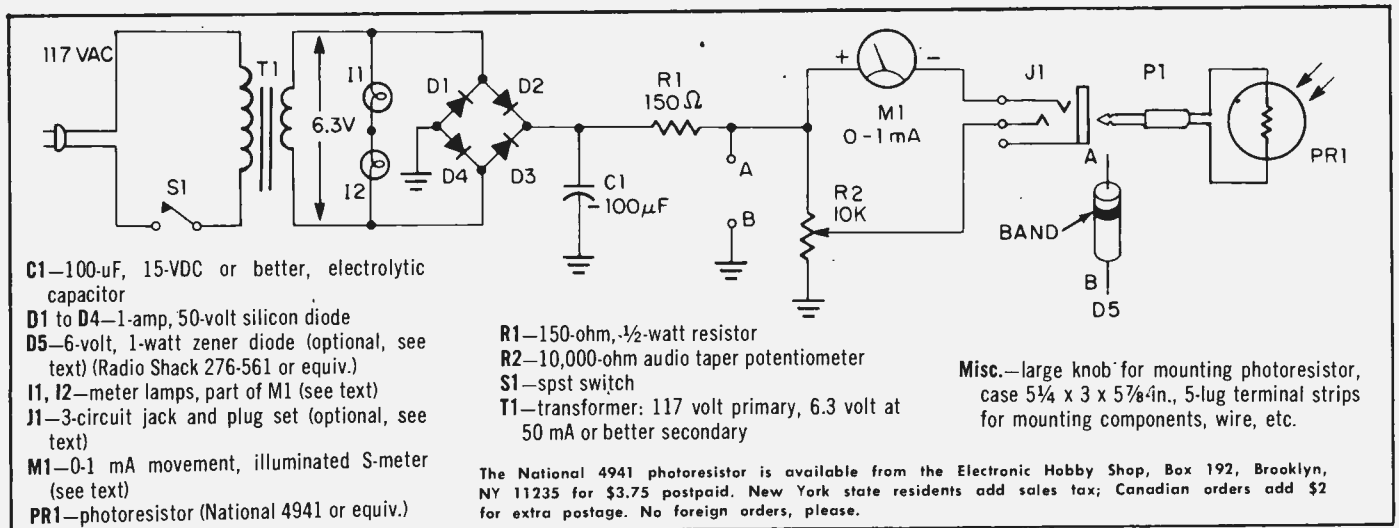 117 VAC
T1
S1
6.3V
I1
I2
D1
D2
D4
D3
C1
100µF
R1
150Ω
A
B
+
-
M1
0-1mA
R2
10K
J1
P1
PR1
A
BAND
B
D5
C1—100-uF, 15-VDC or better, electrolytic
capacitor
D1 to D4—1-amp, 50-volt silicon diode
D5—6-volt, 1-watt zener diode (optional, see
text) (Radio Shack 276-561 or equiv.)
I1, I2—meter lamps, part of M1 (see text)
J1—3-circuit jack and plug set (optional, see
text)
M1—0-1 mA movement, illuminated S-meter
(see text)
PR1—photoresistor (National 4941 or equiv.)
R1—150-ohm, ½-watt resistor
R2—10,000-ohm audio taper potentiometer
S1—spst switch
T1—transformer: 117 volt primary, 6.3 volt at
50 mA or better secondary
Misc.—large knob for mounting photoresistor,
case 5¼ x 3 x 5⅞-in., 5-lug terminal strips
for mounting components, wire, etc.
The National 4941 photoresistor is available from the Electronic Hobby Shop, Box 192, Brooklyn,
NY 11235 for $3.75 postpaid. New York state residents add sales tax; Canadian orders add $2
for extra postage. No foreign orders, please.